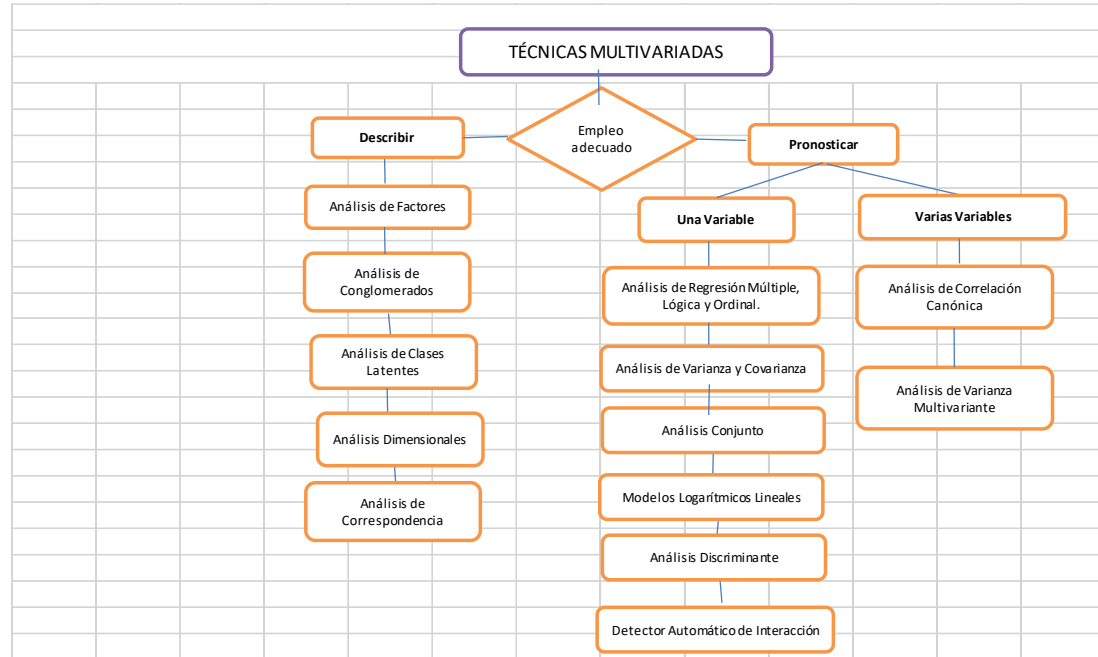 TÉCNICAS MULTIVARIADAS
Empleo
adecuado
Describir
Análisis de Factores
Análisis de
Conglomerados
Análisis de Clases
Latentes
Análisis Dimensionales
Análisis de
Correspondencia
Pronosticar
Una Variable
Análisis de Regresión Múltiple,
Lógica y Ordinal.
Análisis de Varianza y Covarianza
Análisis Conjunto
Modelos Logarítmicos Lineales
Análisis Discriminante
Detector Automático de Interacción
Varias Variables
Análisis de Correlación
Canónica
Análisis de Varianza
Multivariante